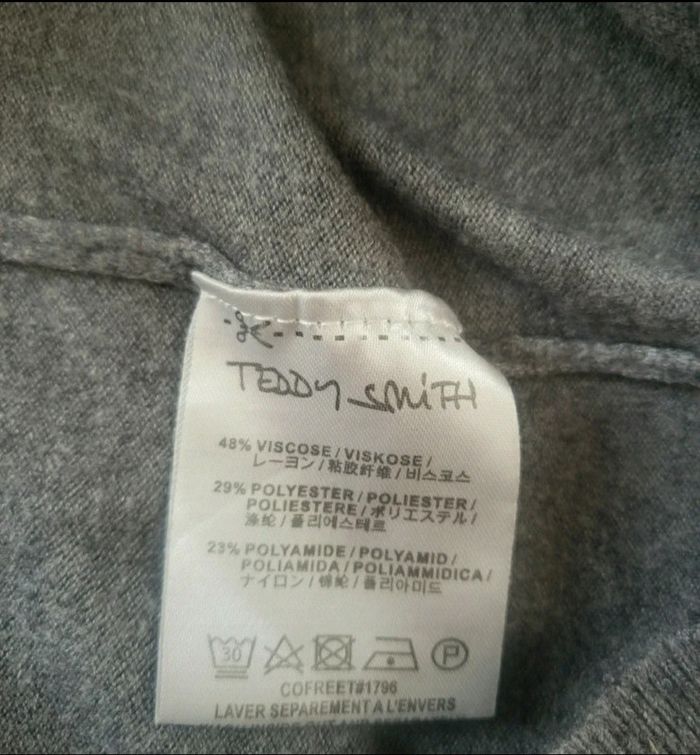 TEDDY SMiTH
48% VISCOSE / VISKOSE /
レーヨン / 粘胶纤维 / 비스코스
29% POLYESTER / POLIESTER /
POLIESTERE / ポリエステル /
涤纶 / 폴리에스테르
23% POLYAMIDE / POLYAMID /
POLIAMIDA / POLIAMMIDICA /
ナイロン / 锦纶 / 폴리아미드
30 P
COFREET#1796
LAVER SEPAREMENT A L'ENVERS